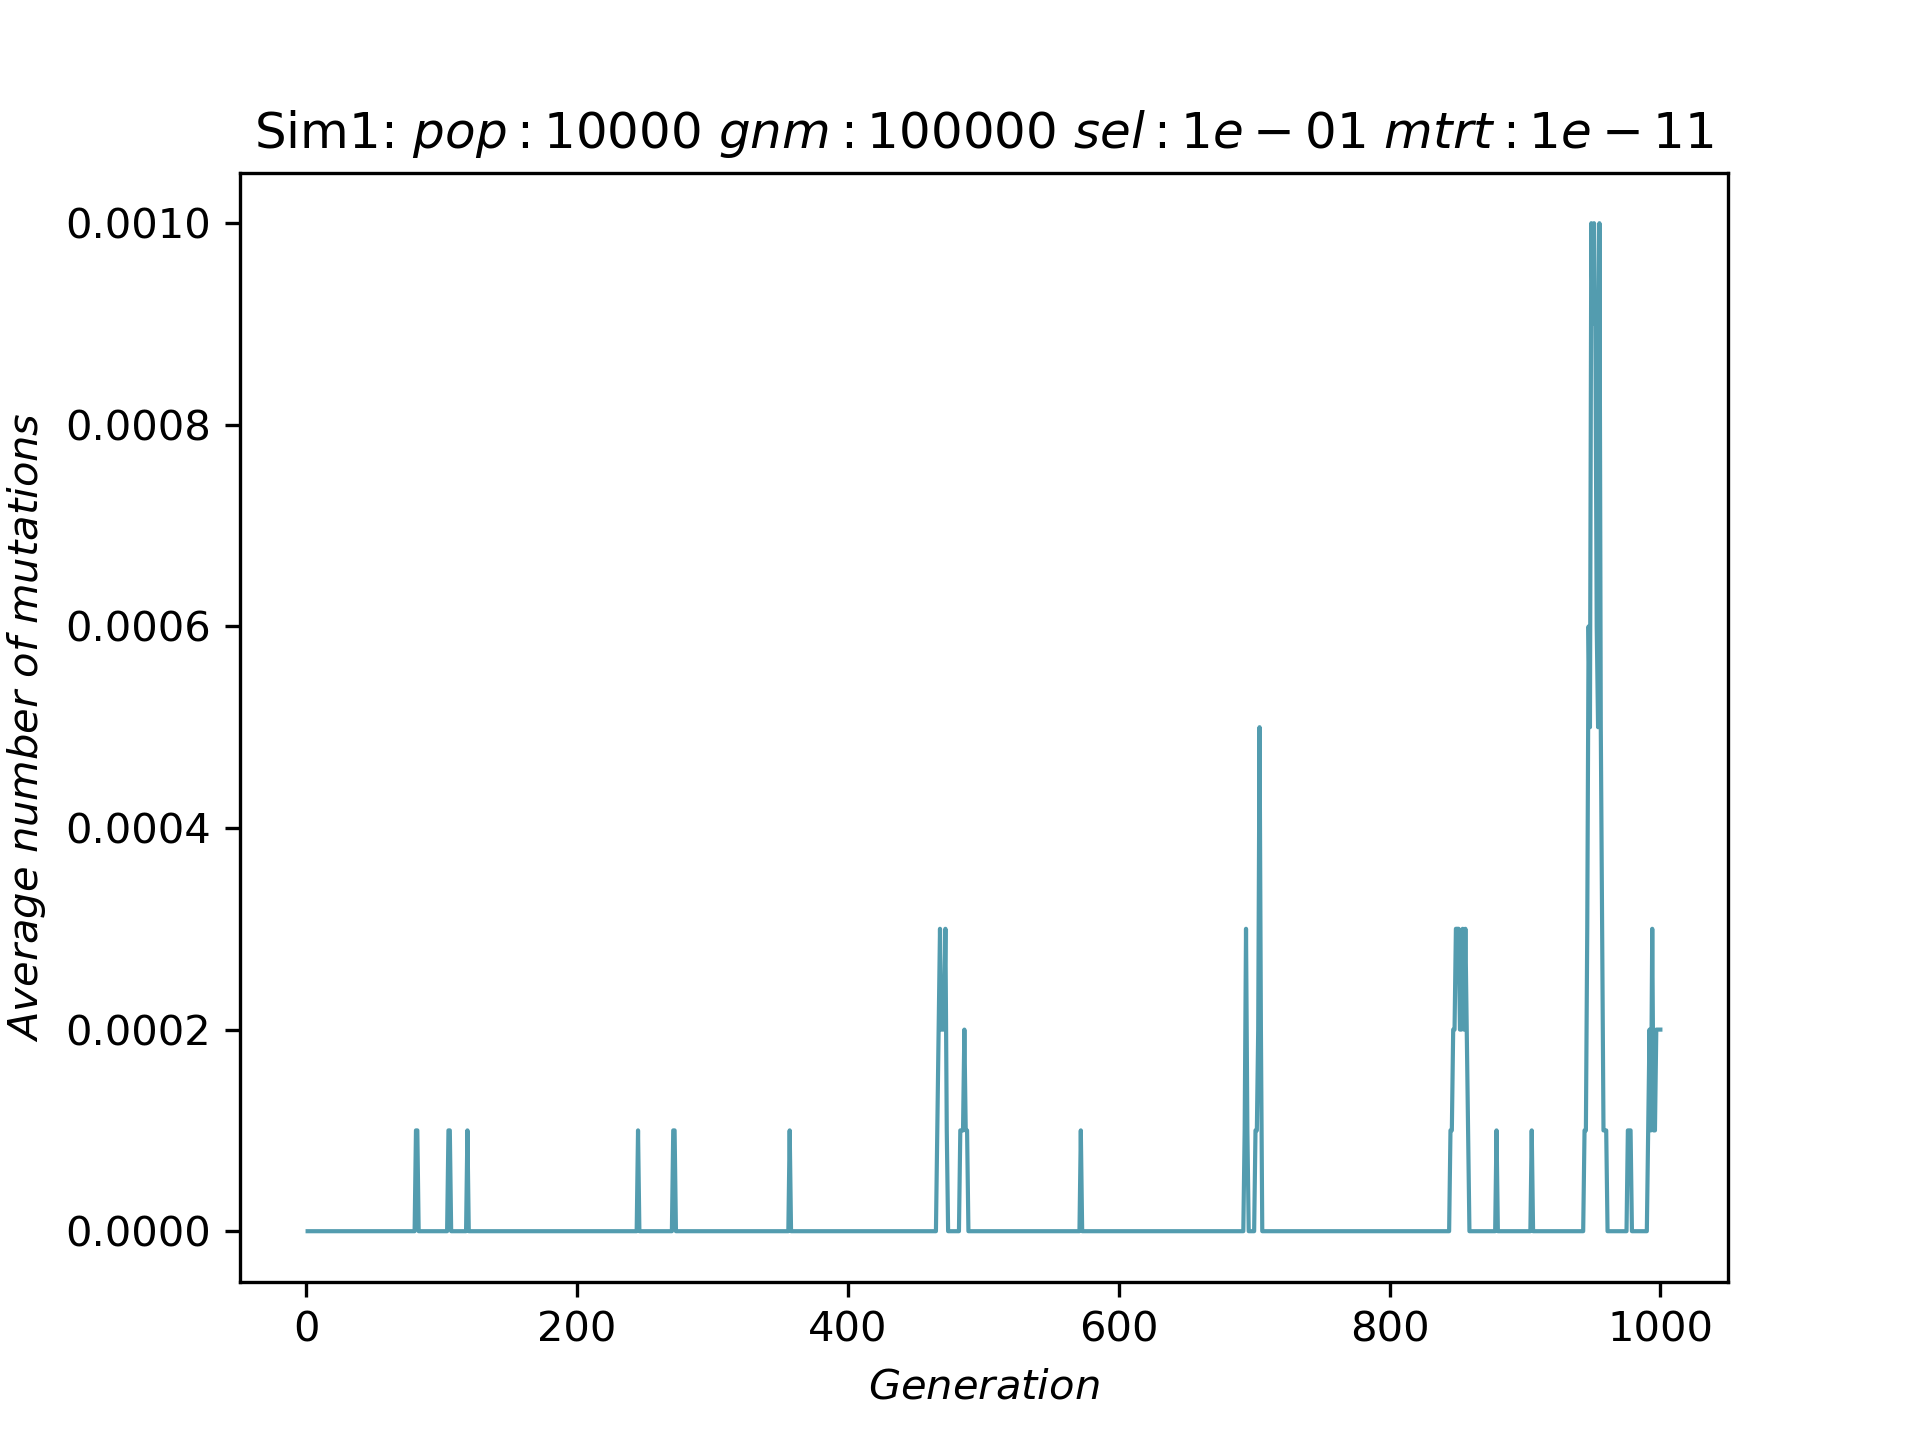 Sim1: pop : 10000 gnm : 100000 sel : 1e − 01 mtrt : 1e − 11
0.0010
0.0008
0.0006
0.0004
0.0002
0.0000
Average number of mutations
0 200 400 600 800 1000
Generation